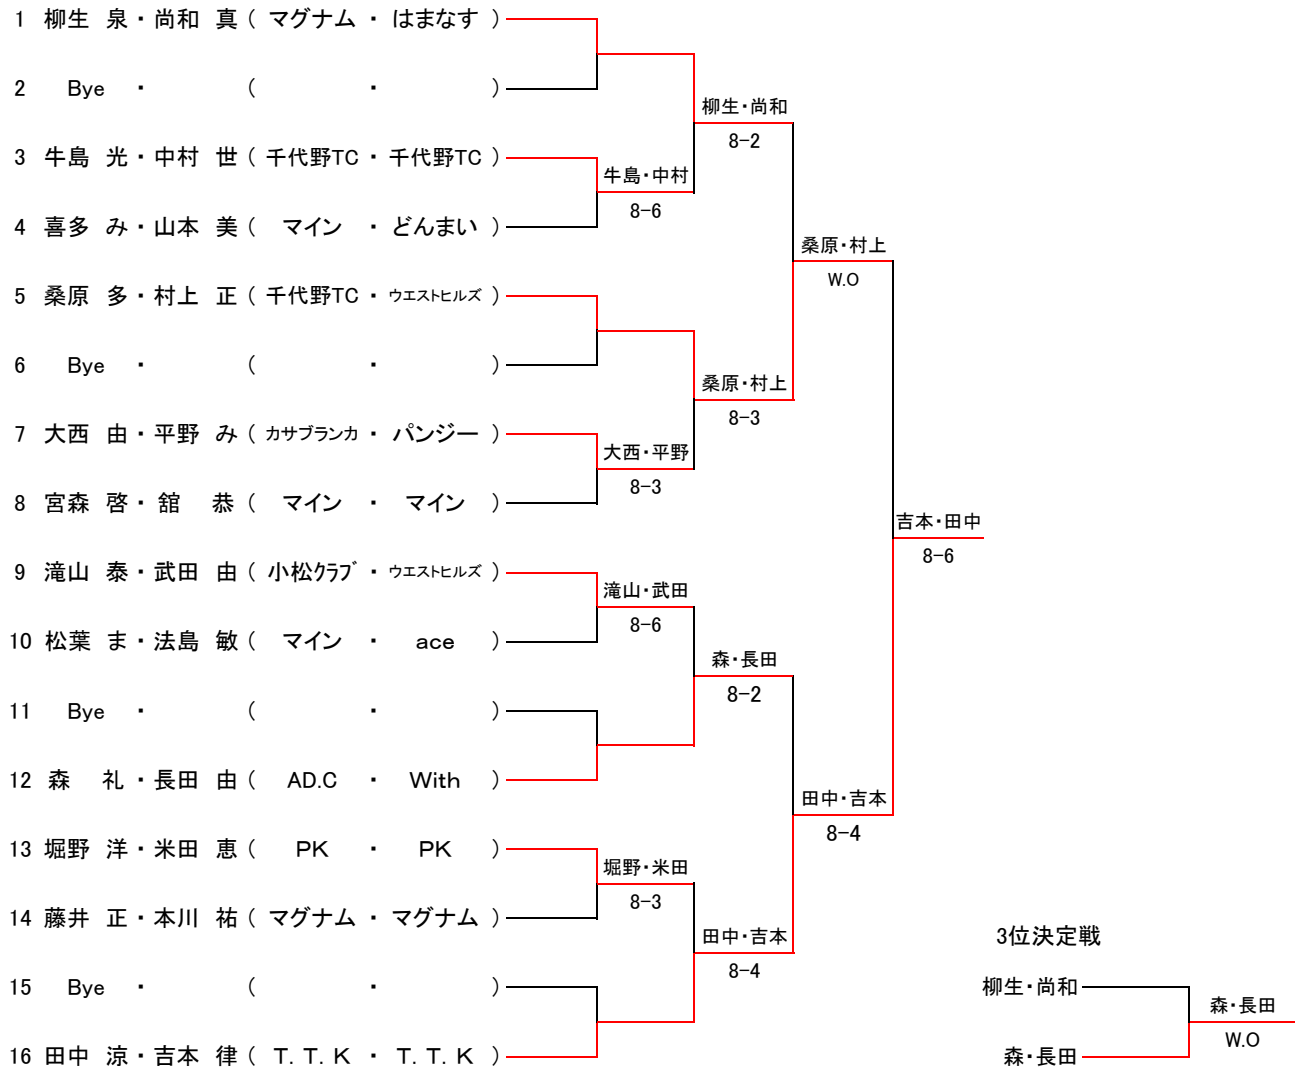 1 柳生 泉・尚和 真 ( マグナム ・ はまなす )
2 Bye ・ ( ・ )
柳生・尚和
8-2
3 牛島 光・中村 世 ( 千代野TC ・ 千代野TC )
牛島・中村
8-6
4 喜多 み・山本 美 ( マイン ・ どんまい )
桑原・村上
W.O
5 桑原 多・村上 正 ( 千代野TC ・ ウエストヒルズ )
6 Bye ・ ( ・ )
桑原・村上
8-3
7 大西 由・平野 み ( カサブランカ ・ パンジー )
大西・平野
8-3
8 宮森 啓・舘 恭 ( マイン ・ マイン )
吉本・田中
8-6
9 滝山 泰・武田 由 ( 小松ｸﾗﾌﾞ ・ ウエストヒルズ )
滝山・武田
8-6
10 松葉 ま・法島 敏 ( マイン ・ ace )
森・長田
8-2
11 Bye ・ ( ・ )
12 森 礼・長田 由 ( AD.C ・ With )
田中・吉本
8-4
13 堀野 洋・米田 恵 ( PK ・ PK )
堀野・米田
8-3
14 藤井 正・本川 祐 ( マグナム ・ マグナム )
田中・吉本
8-4
15 Bye ・ ( ・ )
16 田中 涼・吉本 律 ( T.T.K ・ T.T.K )
3位決定戦
柳生・尚和
森・長田
W.O
森・長田